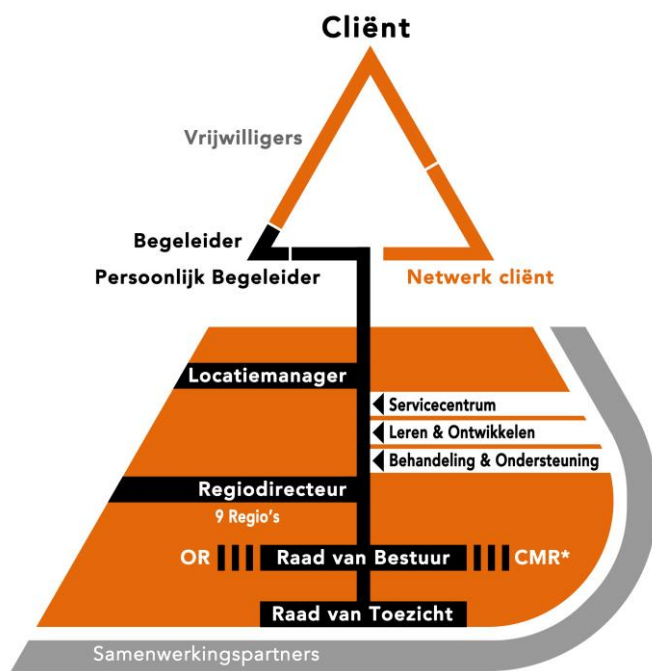 Cliënt
Vrijwilligers
Begeleider
Persoonlijk Begeleider
Netwerk cliënt
Locatiemanager
Servicecentrum
Leren & Ontwikkelen
Behandeling & Ondersteuning
Regiodirecteur
9 Regio's
OR
Raad van Bestuur
CMR*
Raad van Toezicht
Samenwerkingspartners